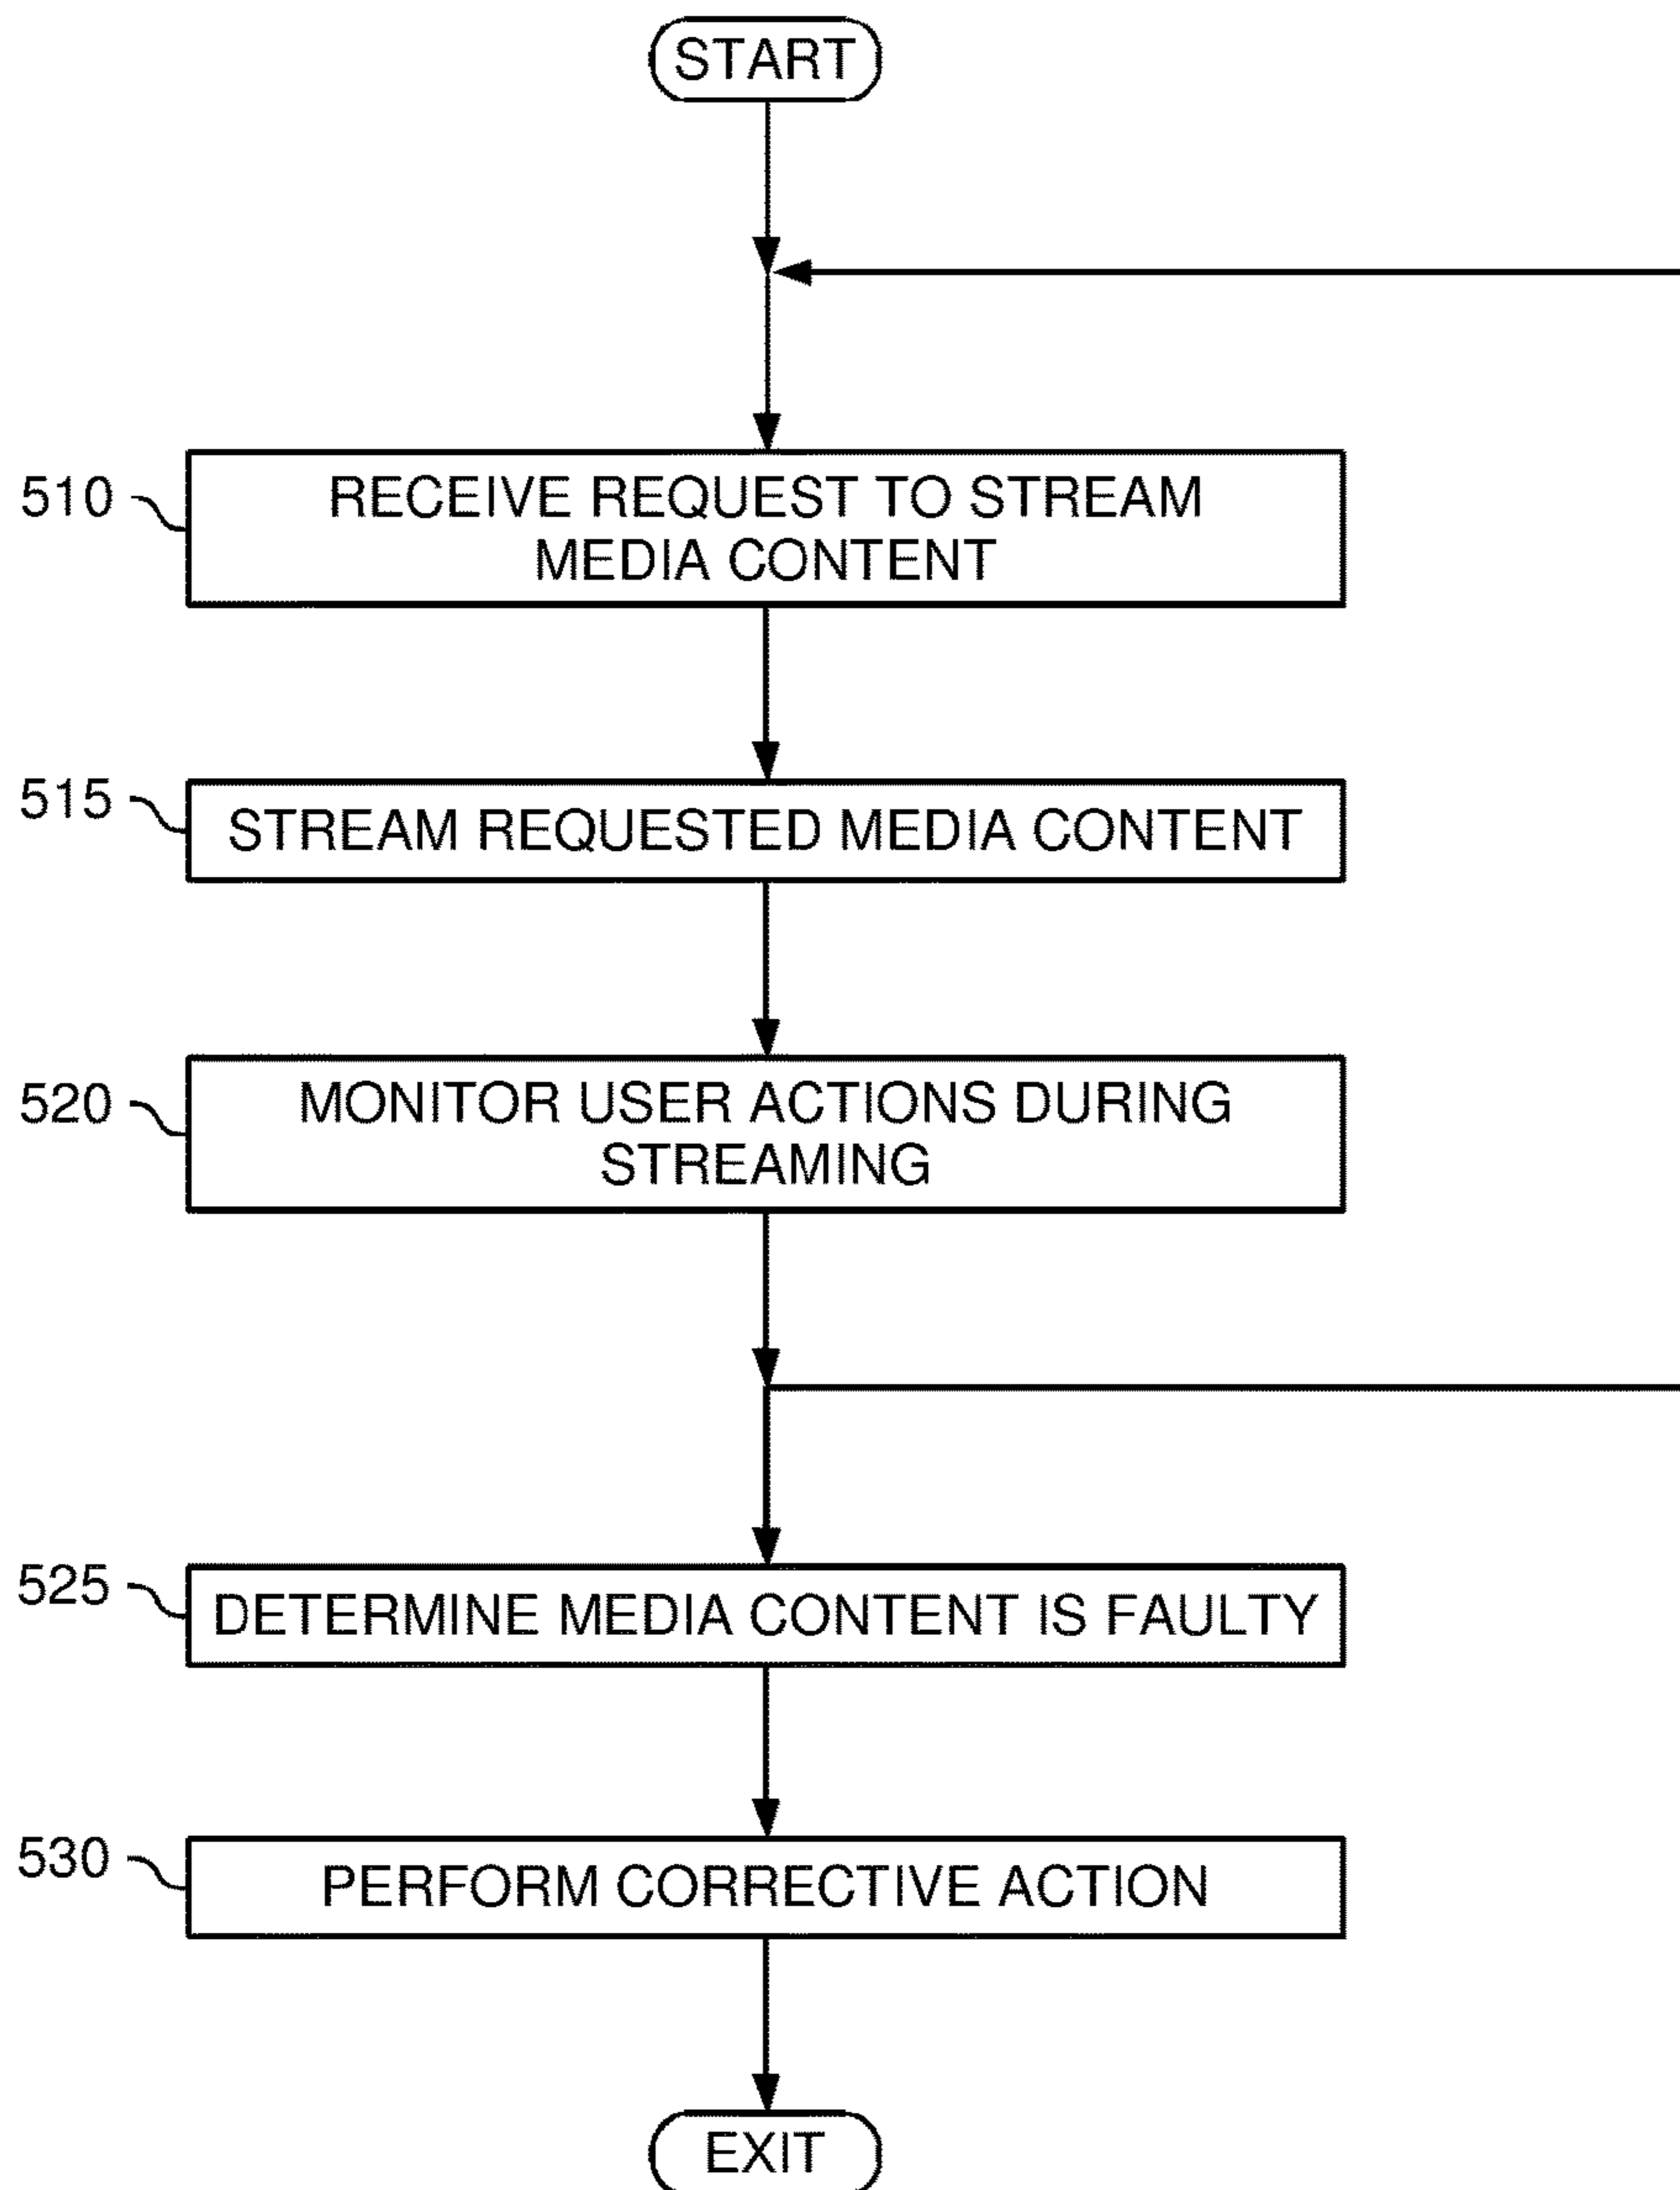 START
510
RECEIVE REQUEST TO STREAM
MEDIA CONTENT
515
STREAM REQUESTED MEDIA CONTENT
520
MONITOR USER ACTIONS DURING
STREAMING
525
DETERMINE MEDIA CONTENT IS FAULTY
530
PERFORM CORRECTIVE ACTION
EXIT